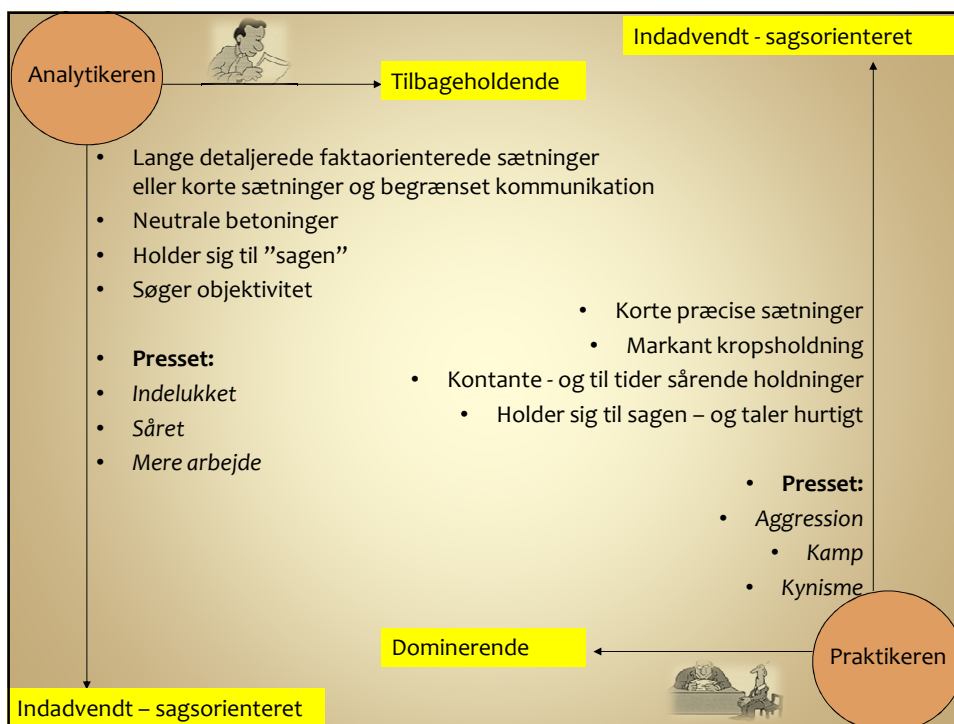 Analytikeren
Tilbageholdende
Indadvendt - sagsorienteret
• Lange detaljerede faktaorienterede sætninger
eller korte sætninger og begrænset kommunikation
• Neutrale betoninger
• Holder sig til ”sagen”
• Søger objektivitet
• Presset:
• Indelukket
• Såret
• Mere arbejde
Indadvendt – sagsorienteret
• Korte præcise sætninger
• Markant kropsholdning
• Kontante - og til tider sårende holdninger
• Holder sig til sagen – og taler hurtigt
• Presset:
• Aggression
• Kamp
• Kynisme
Dominerende
Praktikeren